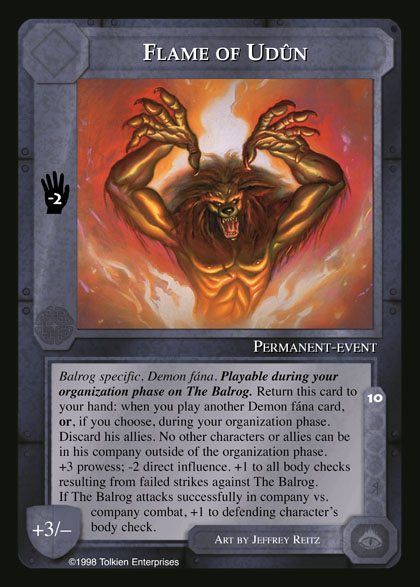 FLAME OF UDÛN
-2
PERMANENT-EVENT
Balrog specific. Demon fána. Playable during your
organization phase on The Balrog. Return this card to
your hand: when you play another Demon fána card,
or, if you choose, during your organization phase.
Discard his allies. No other characters or allies can be
in his company outside of the organization phase.
+3 prowess; -2 direct influence. +1 to all body checks
resulting from failed strikes against The Balrog.
If The Balrog attacks successfully in company vs.
company combat, +1 to defending character's
body check.
10
+3/–
ART BY JEFFREY REITZ
©1998 Tolkien Enterprises